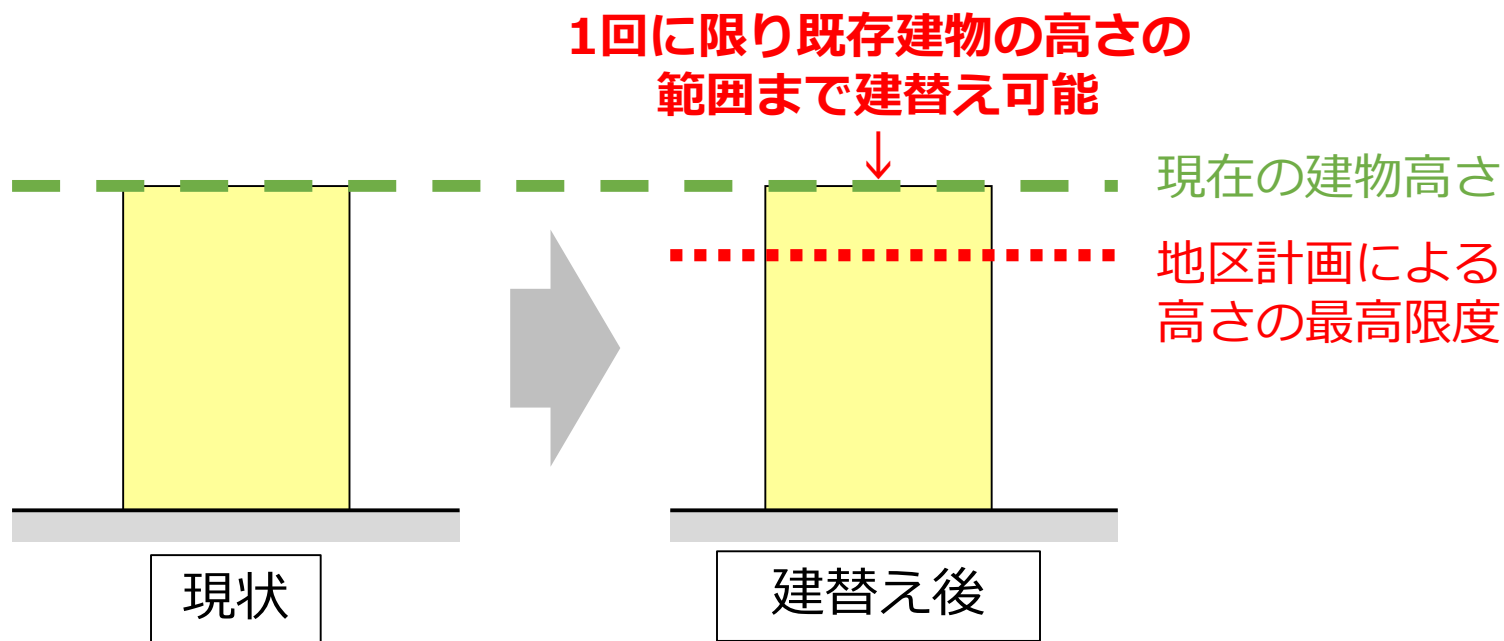 1回に限り既存建物の高さの
範囲まで建替え可能
↓
現在の建物高さ
地区計画による
高さの最高限度
現状
建替え後